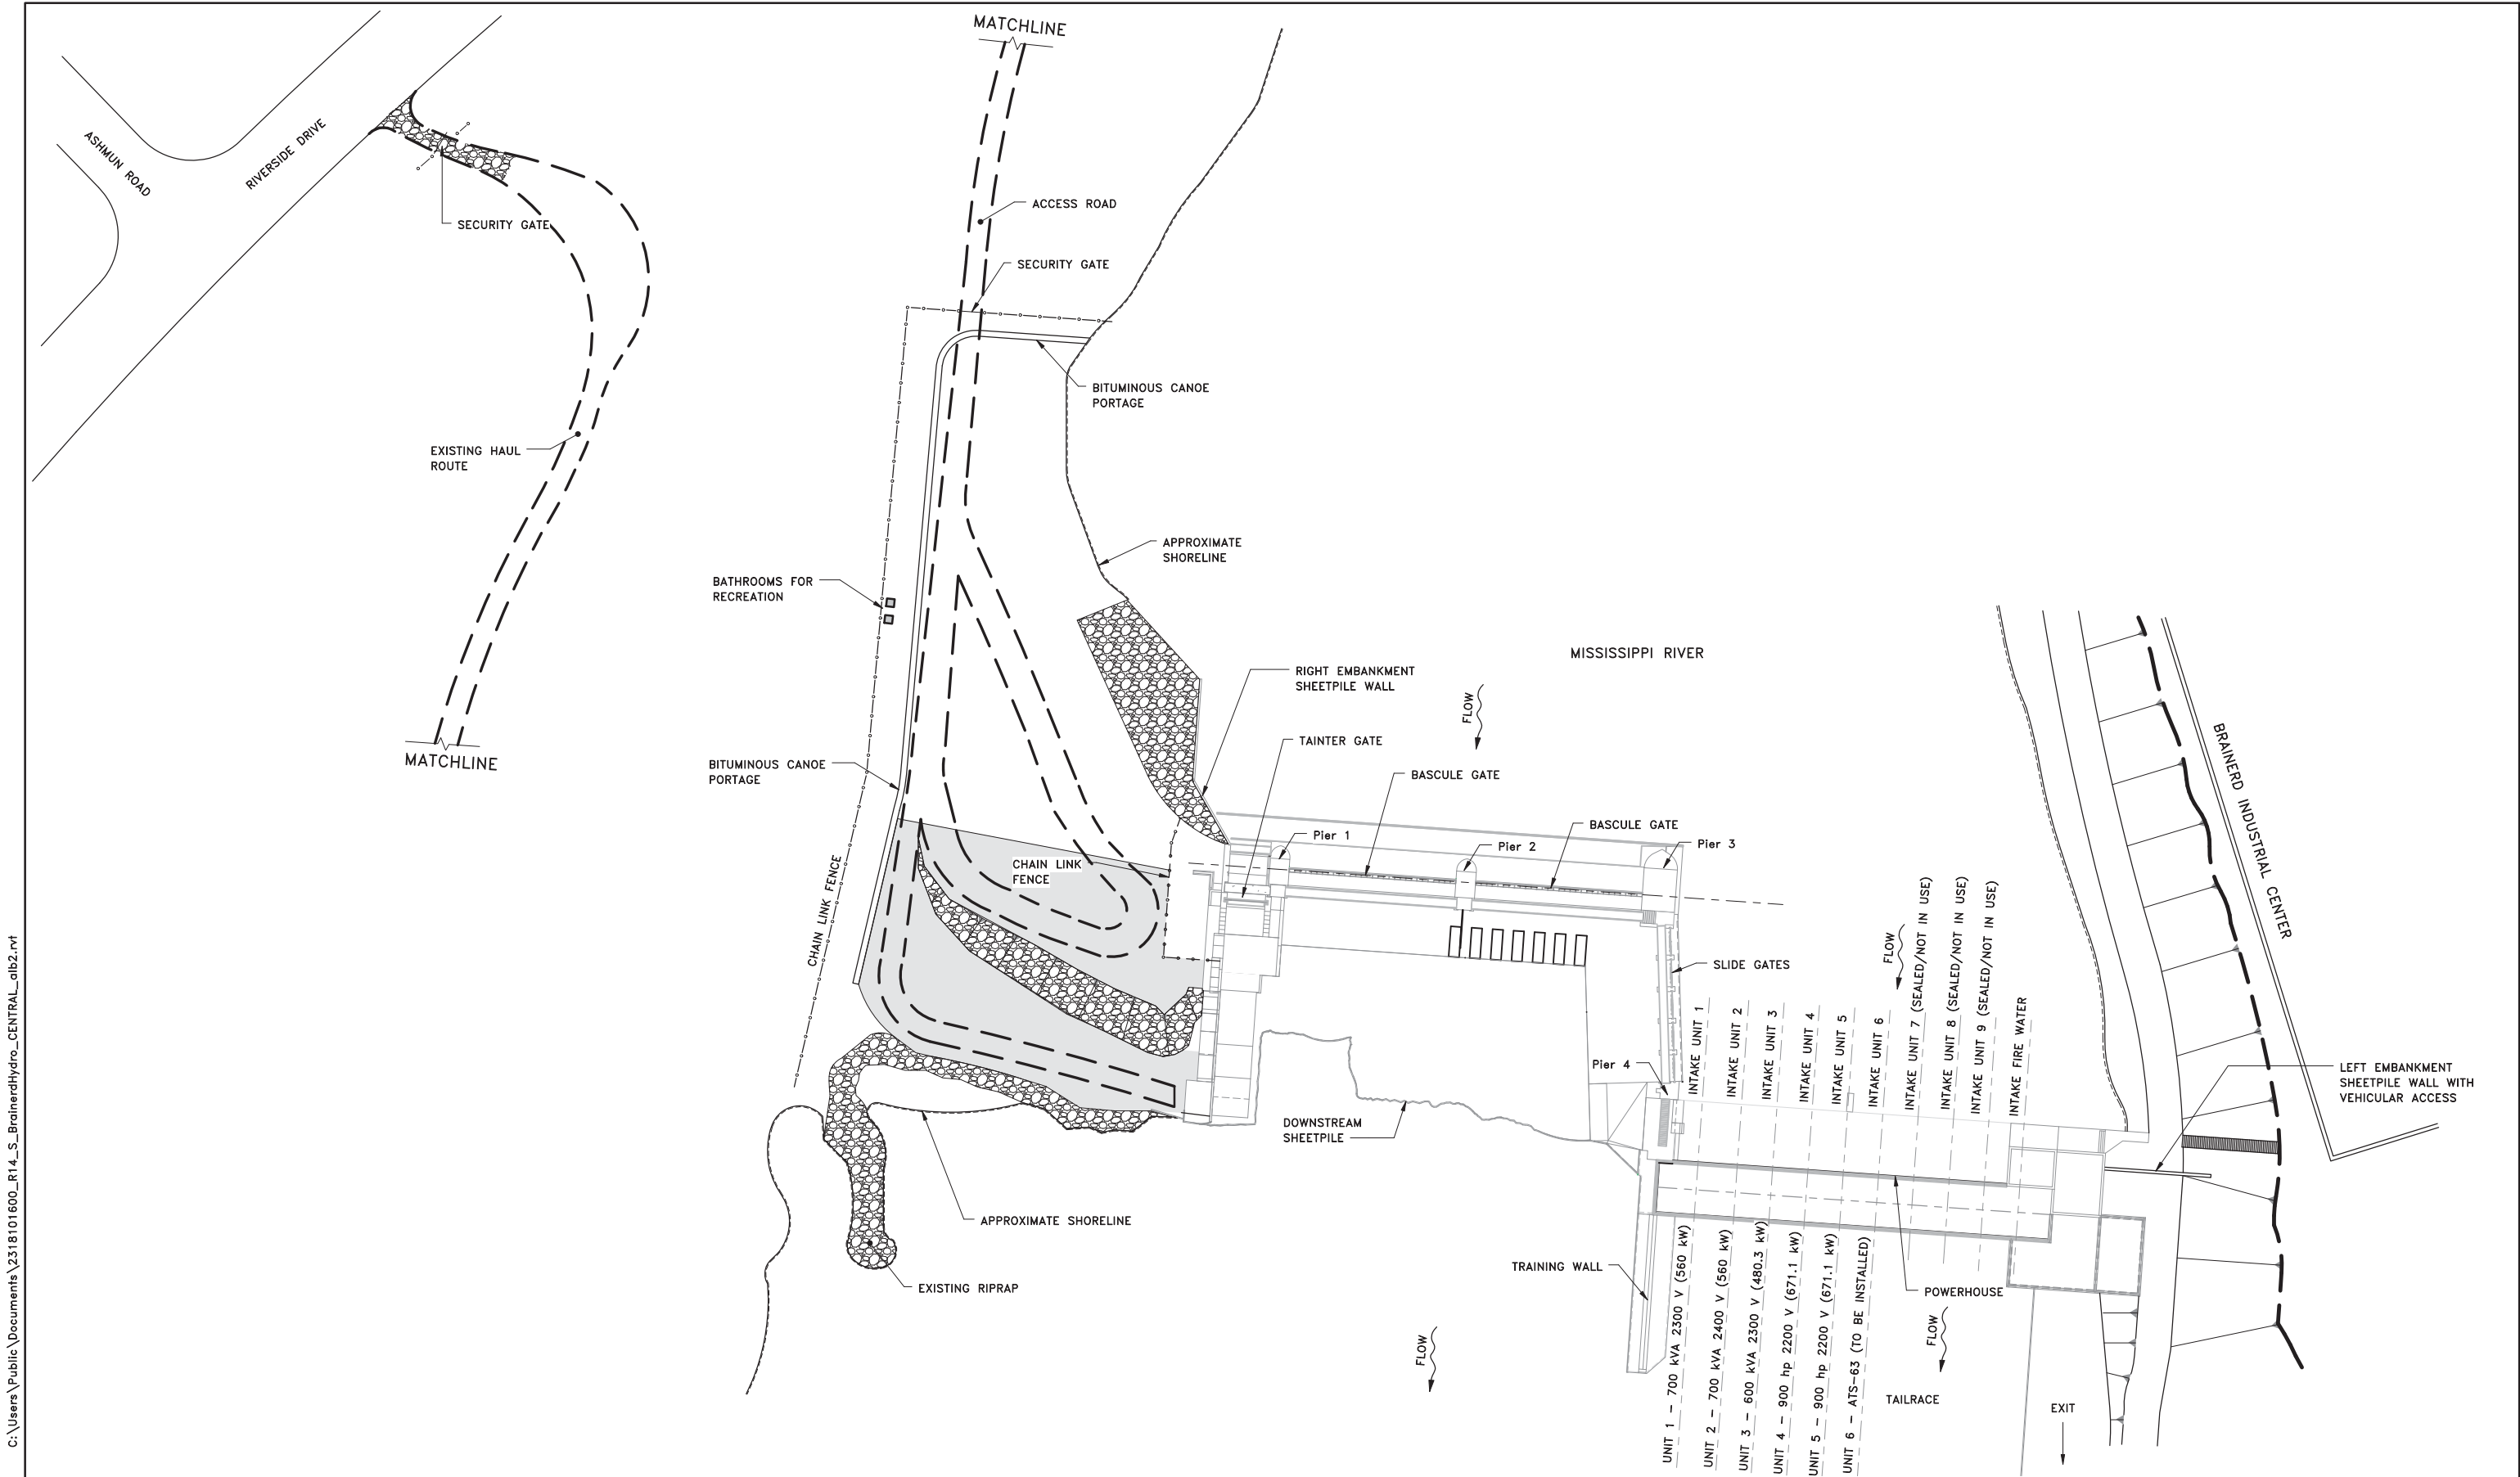 MATCHLINE
ASHMUN ROAD
RIVERSIDE DRIVE
SECURITY GATE
ACCESS ROAD
SECURITY GATE
BITUMINOUS CANOE
PORTAGE
EXISTING HAUL
ROUTE
APPROXIMATE
SHORELINE
BATHROOMS FOR
RECREATION
MISSISSIPPI RIVER
RIGHT EMBANKMENT
SHEETPILE WALL
FLOW
TAINTER GATE
MATCHLINE
BITUMINOUS CANOE
PORTAGE
BASCULE GATE
BRAINERD INDUSTRIAL CENTER
BASCULE GATE
Pier 1
Pier 2
Pier 3
CHAIN LINK
FENCE
CHAIN LINK FENCE
SLIDE GATES
FLOW
INTAKE UNIT 1
INTAKE UNIT 2
INTAKE UNIT 3
INTAKE UNIT 4
INTAKE UNIT 5
INTAKE UNIT 6
INTAKE UNIT 7 (SEALED/NOT IN USE)
INTAKE UNIT 8 (SEALED/NOT IN USE)
INTAKE UNIT 9 (SEALED/NOT IN USE)
INTAKE FIRE WATER
Pier 4
LEFT EMBANKMENT
SHEETPILE WALL WITH
VEHICULAR ACCESS
DOWNSTREAM
SHEETPILE
APPROXIMATE SHORELINE
EXISTING RIPRAP
TRAINING WALL
POWERHOUSE
FLOW
FLOW
UNIT 1 - 700 kVA 2300 V (560 kW)
UNIT 2 - 700 kVA 2400 V (560 kW)
UNIT 3 - 600 kVA 2300 V (480.3 kW)
UNIT 4 - 900 hp 2200 V (671.1 kW)
UNIT 5 - 900 hp 2200 V (671.1 kW)
UNIT 6 - ATS-63 (TO BE INSTALLED)
TAILRACE
EXIT
C:\Users\Public\Documents\2318101600_R14_S_BrainerdHydro_CENTRAL_alb2.rvt